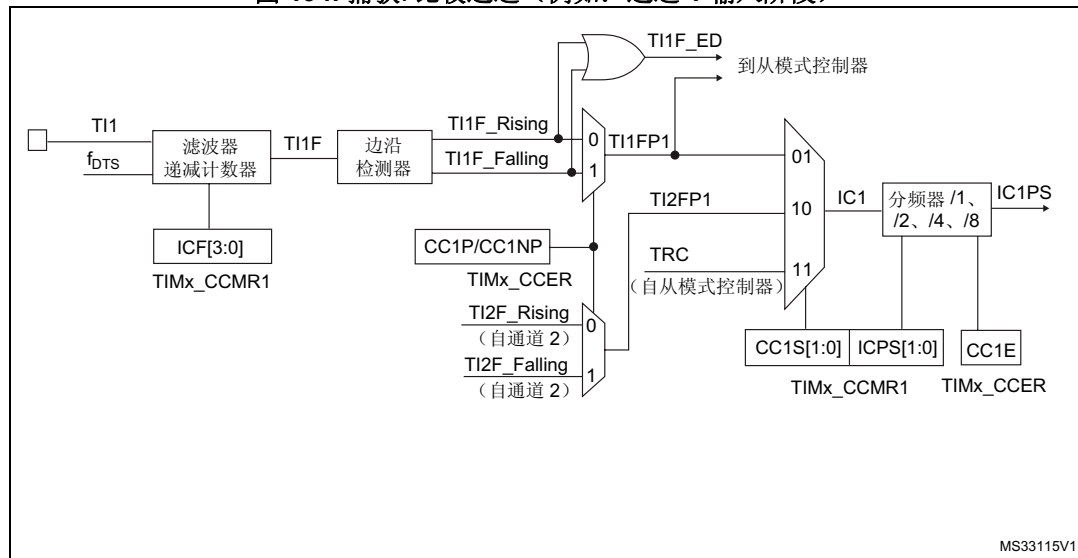 TI1F_ED
到从模式控制器
TI1
f_DTS
滤波器
递减计数器
TI1F
边沿
检测器
TI1F_Rising
TI1F_Falling
0
1
TI1FP1
01
TI2FP1
10
IC1
分频器 /1、
/2、/4、/8
IC1PS
ICF[3:0]
TIMx_CCMR1
CC1P/CC1NP
TIMx_CCER
TRC
11
（自从模式控制器）
TI2F_Rising
0
（自通道 2）
TI2F_Falling
1
（自通道 2）
CC1S[1:0]
ICPS[1:0]
CC1E
TIMx_CCMR1
TIMx_CCER
MS33115V1